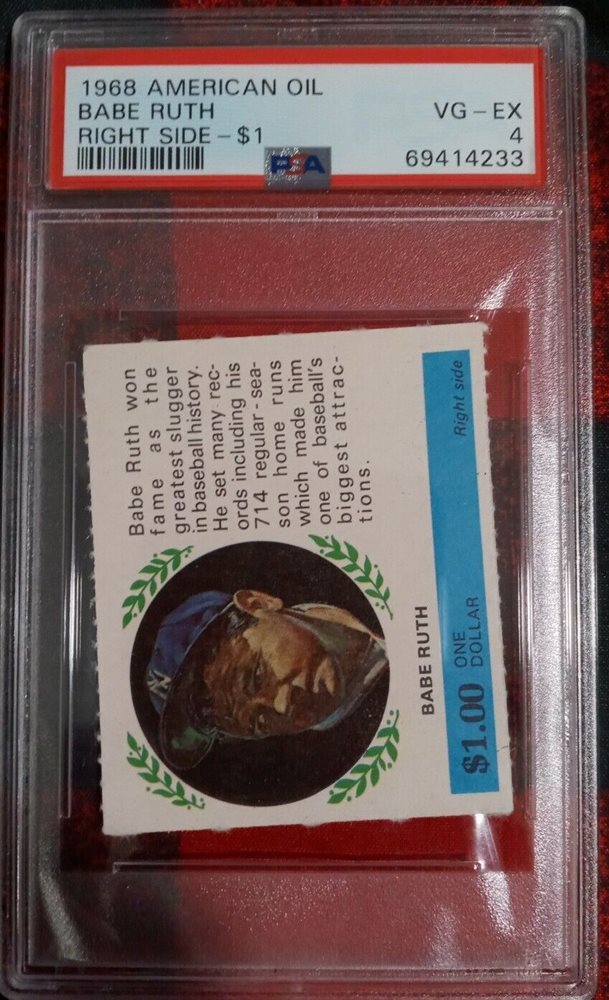 1968 AMERICAN OIL
BABE RUTH
RIGHT SIDE - $1
VG - EX
4
69414233
PSA
Babe Ruth won
fame as the
greatest slugger
in baseball history.
He set many rec-
ords including his
714 regular - sea-
son home runs
which made him
one of baseball's
biggest attrac-
tions.
BABE RUTH
$1.00 ONE
DOLLAR
Right side